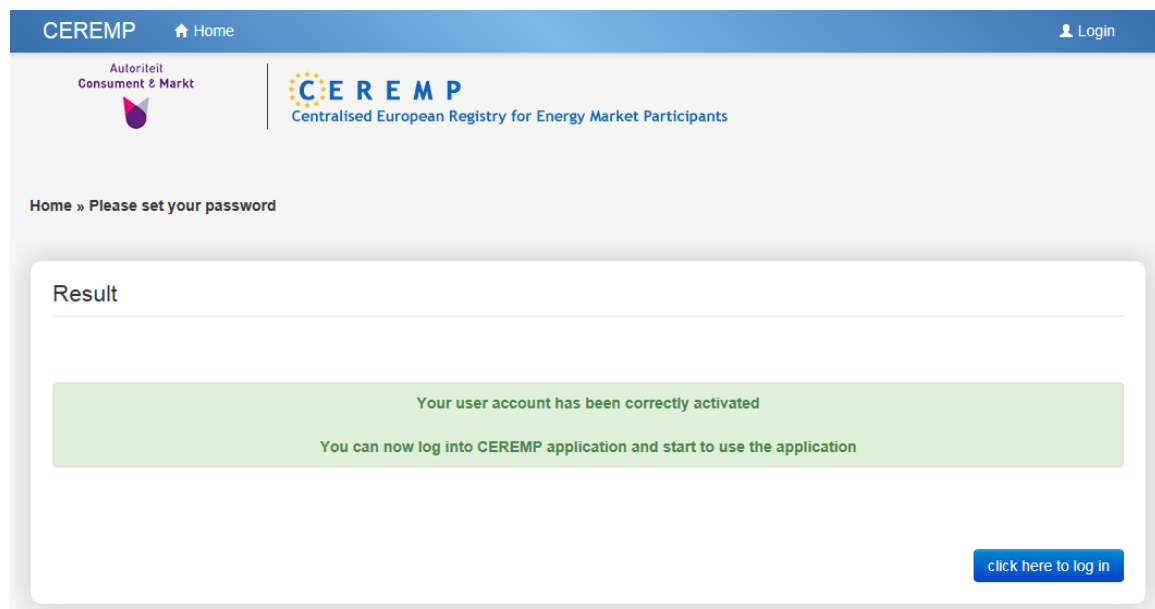 CEREMP Home Login
Autoriteit
Consument & Markt
CEREMP
Centralised European Registry for Energy Market Participants
Home » Please set your password
Result
Your user account has been correctly activated
You can now log into CEREMP application and start to use the application
click here to log in